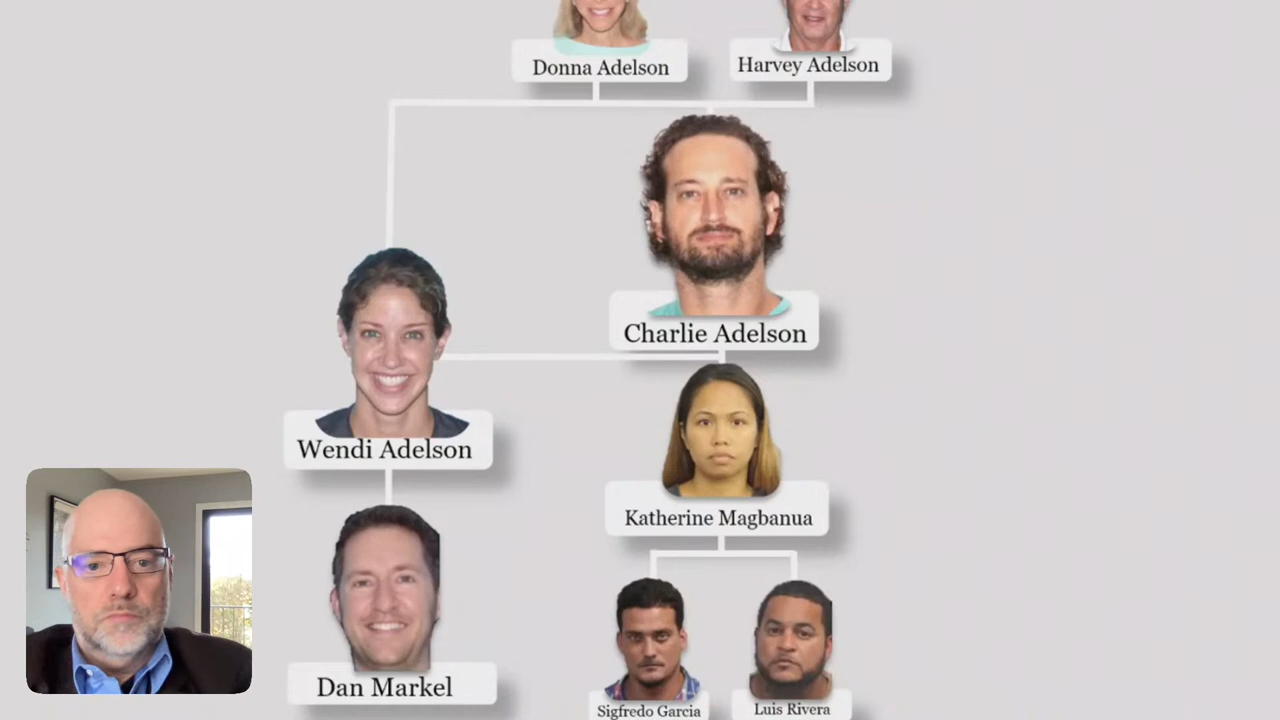 Donna Adelson
Harvey Adelson
Charlie Adelson
Wendi Adelson
Katherine Magbanua
Dan Markel
Sigfredo Garcia
Luis Rivera